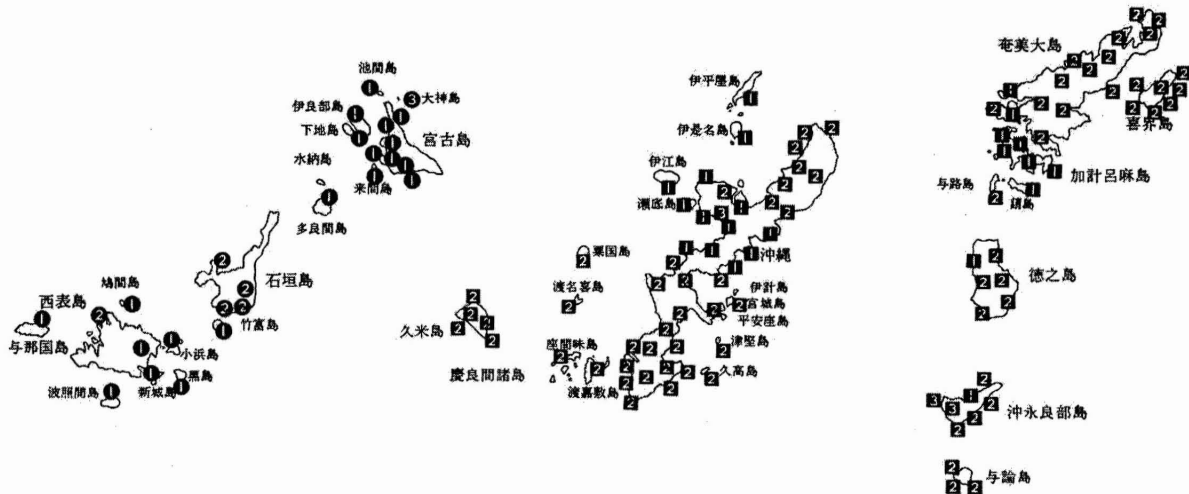 池間島
大神島
伊良部島
下地島
宮古島
水納島
来間島
多良間島
石垣島
鳩間島
西表島
竹富島
与那国島
小浜島
黒島
新城島
波照間島
伊平屋島
伊是名島
伊江島
瀬底島
粟国島
沖縄
渡名喜島
伊計島
宮城島
平安座島
久米島
津堅島
座間味島
久高島
慶良間諸島
渡嘉敷島
奄美大島
喜界島
加計呂麻島
与路島
請島
徳之島
沖永良部島
与論島